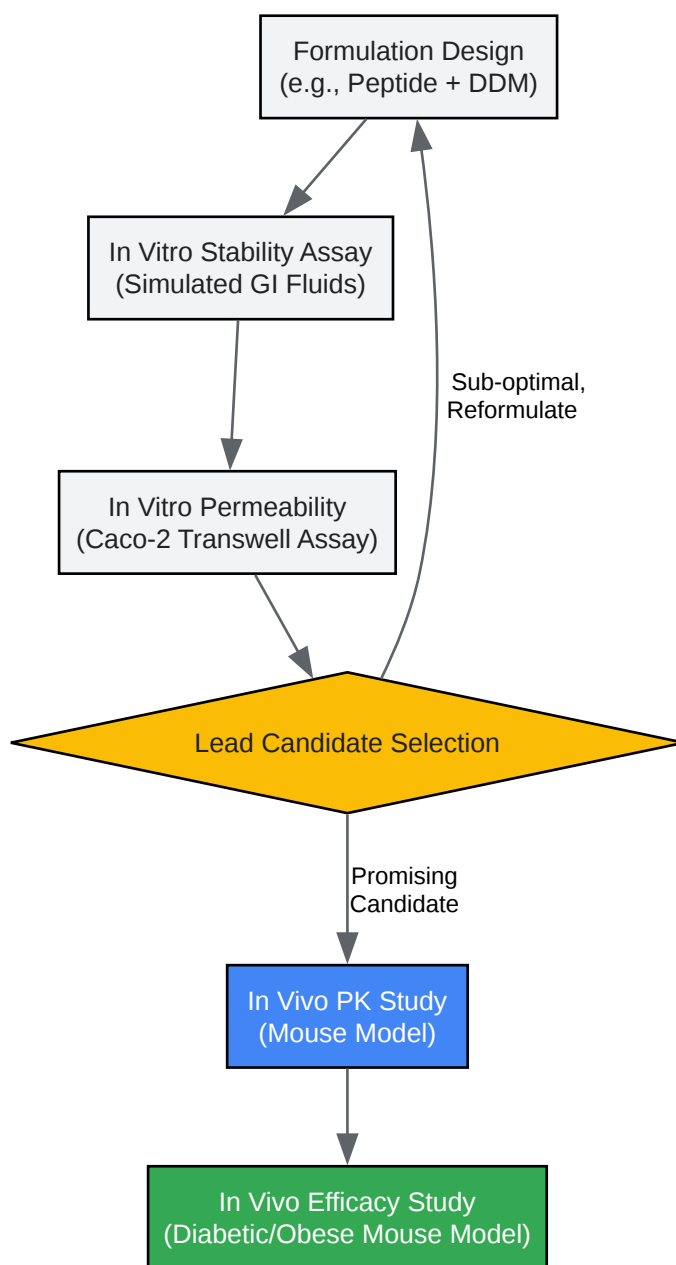 Formulation Design
(e.g., Peptide + DDM)
In Vitro Stability Assay
(Simulated GI Fluids)
Sub-optimal,
Reformulate
In Vitro Permeability
(Caco-2 Transwell Assay)
Lead Candidate Selection
Promising
Candidate
In Vivo PK Study
(Mouse Model)
In Vivo Efficacy Study
(Diabetic/Obese Mouse Model)